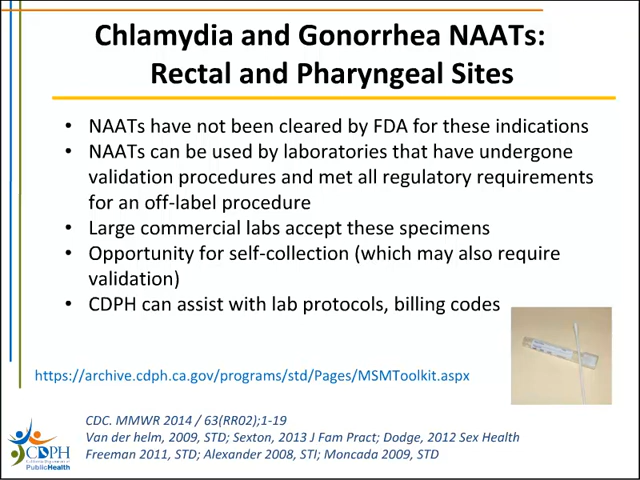 Chlamydia and Gonorrhea NAATs:
Rectal and Pharyngeal Sites
• NAATs have not been cleared by FDA for these indications
• NAATs can be used by laboratories that have undergone
validation procedures and met all regulatory requirements
for an off-label procedure
• Large commercial labs accept these specimens
• Opportunity for self-collection (which may also require
validation)
• CDPH can assist with lab protocols, billing codes
https://archive.cdph.ca.gov/programs/std/Pages/MSMToolkit.aspx
CDC. MMWR 2014 / 63(RR02);1-19
Van der helm, 2009, STD; Sexton, 2013 J Fam Pract; Dodge, 2012 Sex Health
Freeman 2011, STD; Alexander 2008, STI; Moncada 2009, STD
CDPH
PublicHealth